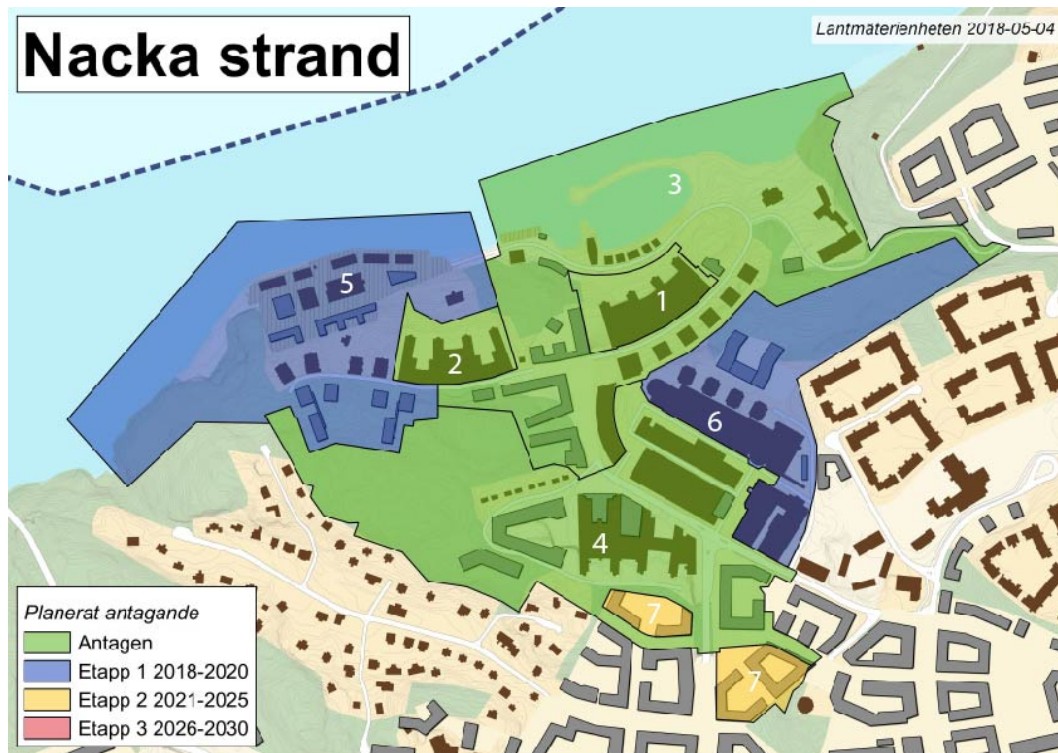 Nacka strand
Lantmäterienheten 2018-05-04
3
5
1
2
6
4
7
7
Planerat antagande
Antagen
Etapp 1 2018-2020
Etapp 2 2021-2025
Etapp 3 2026-2030